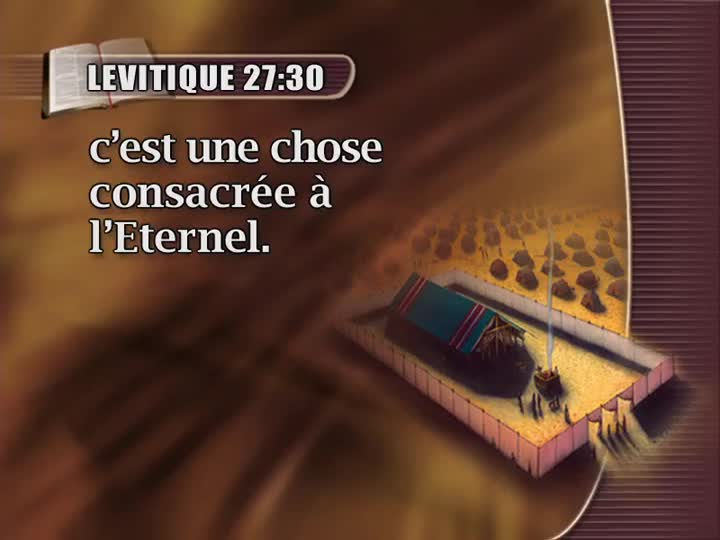 LEVITIQUE 27:30
c’est une chose
consacrée à
l’Eternel.